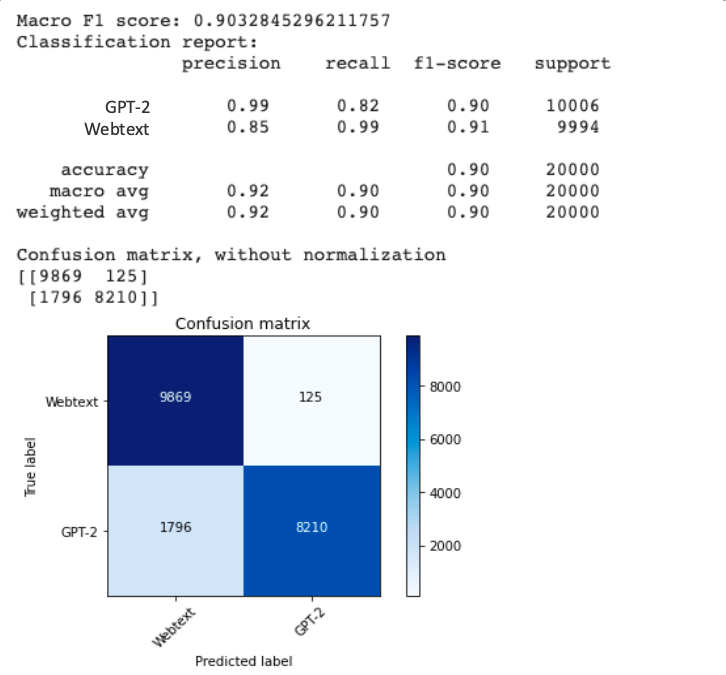 Macro F1 score: 0.9032845296211757
Classification report:
precision recall f1-score support
GPT-2 0.99 0.82 0.90 10006
Webtext 0.85 0.99 0.91 9994
accuracy 0.90 20000
macro avg 0.92 0.90 0.90 20000
weighted avg 0.92 0.90 0.90 20000
Confusion matrix, without normalization
[[9869 125]
[1796 8210]]
Confusion matrix
Webtext 9869 125
GPT-2 1796 8210
True label
Webtext GPT-2
Predicted label
8000
6000
4000
2000